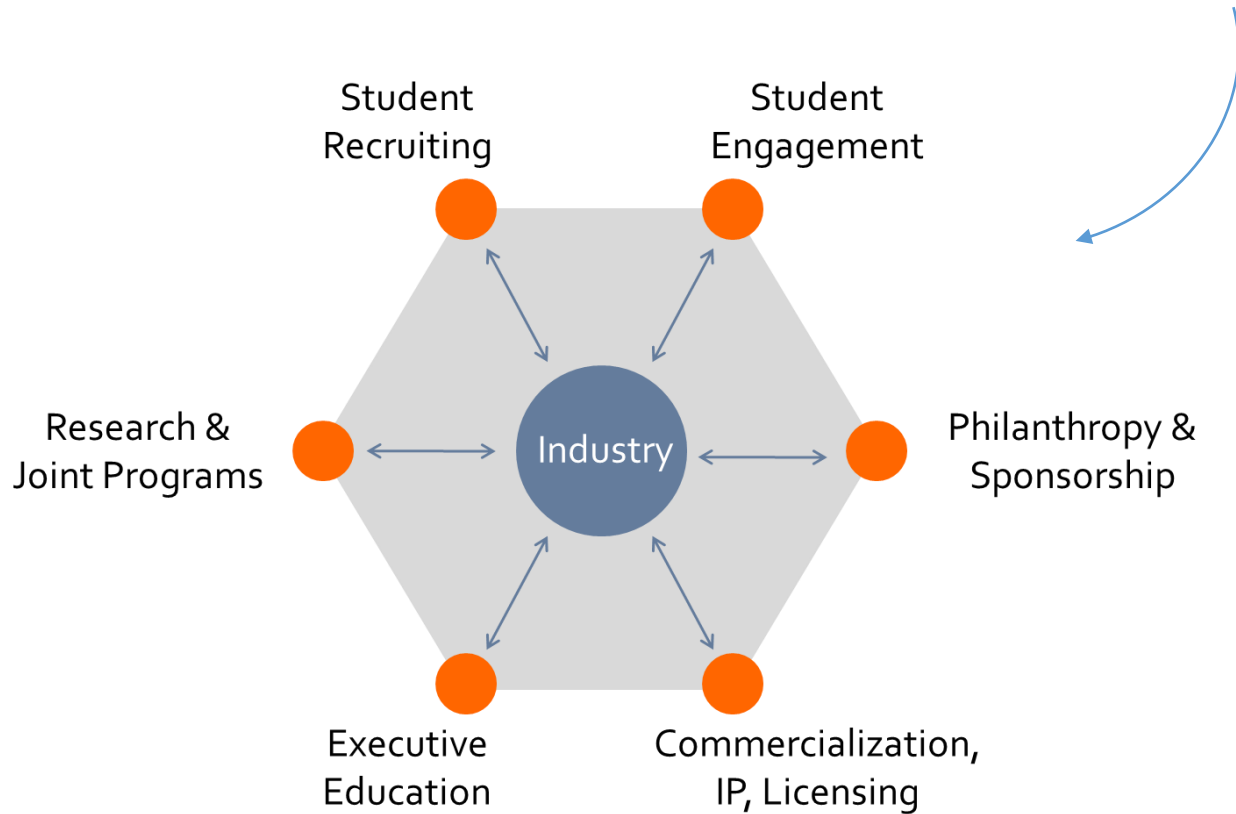 Student
Recruiting
Student
Engagement
Research &
Joint Programs
Industry
Philanthropy &
Sponsorship
Executive
Education
Commercialization,
IP, Licensing